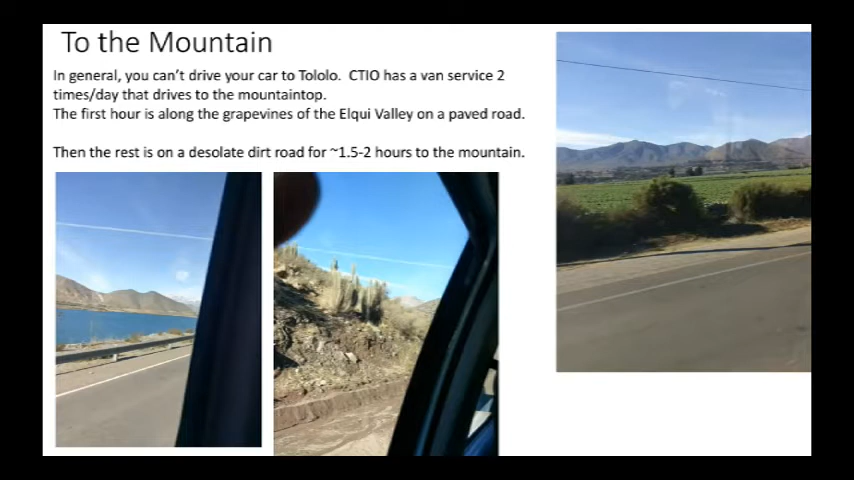 To the Mountain
In general, you can't drive your car to Tololo.  CTIO has a van service 2
times/day that drives to the mountaintop.
The first hour is along the grapevines of the Elqui Valley on a paved road.
Then the rest is on a desolate dirt road for ~1.5-2 hours to the mountain.